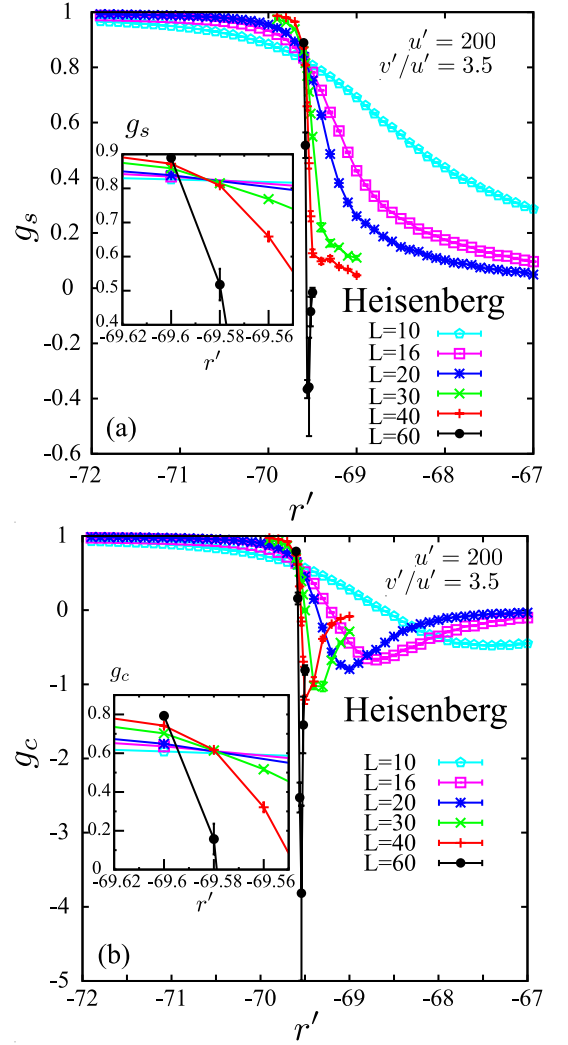 u′ = 200
v′/u′ = 3.5
g_s
1
0.8
0.6
0.4
0.2
0
-0.2
-0.4
-0.6
g_s
0.9
0.8
0.7
0.6
0.5
0.4
-69.62 -69.6 -69.58 -69.56
r′
Heisenberg
L=10
L=16
L=20
L=30
L=40
L=60
(a)
-72 -71 -70 -69 -68 -67
r′
u′ = 200
v′/u′ = 3.5
g_c
1
0
-1
-2
-3
-4
-5
g_c
0.8
0.6
0.4
0.2
0
-69.62 -69.6 -69.58 -69.56
r′
Heisenberg
L=10
L=16
L=20
L=30
L=40
L=60
(b)
-72 -71 -70 -69 -68 -67
r′